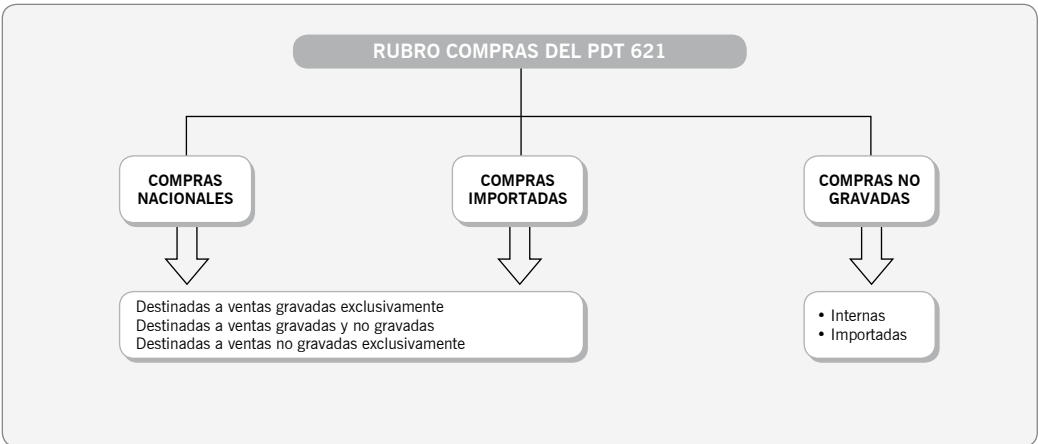 RUBRO COMPRAS DEL PDT 621
COMPRAS
NACIONALES
COMPRAS
IMPORTADAS
COMPRAS NO
GRAVADAS
Destinadas a ventas gravadas exclusivamente
Destinadas a ventas gravadas y no gravadas
Destinadas a ventas no gravadas exclusivamente
• Internas
• Importadas